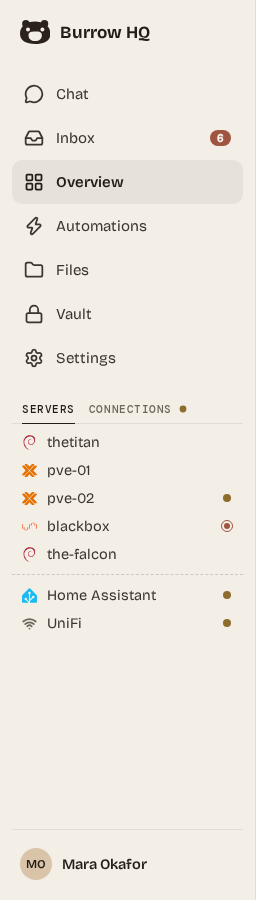 Burrow HQ
Chat
Inbox 6
Overview
Automations
Files
Vault
Settings
SERVERS CONNECTIONS
thetitan
pve-01
pve-02
blackbox
the-falcon
Home Assistant
UniFi
MO Mara Okafor